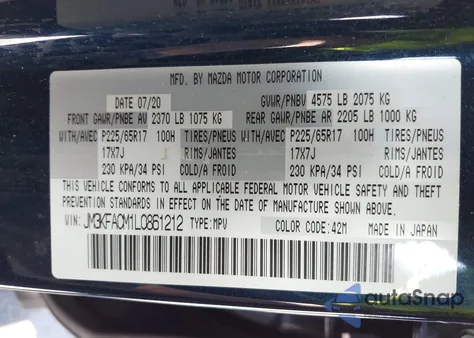 MFD. BY MAZDA MOTOR CORPORATION
DATE 07/20 GVWR/PNBV 4575 LB 2075 KG
FRONT GAWR/PNBE AV 2370 LB 1075 KG REAR GAWR/PNBE AR 2205 LB 1000 KG
WITH/AVEC P225/65R17 100H TIRES/PNEUS WITH/AVEC P225/65R17 100H TIRES/PNEUS
17X7J RIMS/JANTES 17X7J RIMS/JANTES
230 KPA/34 PSI COLD/A FROID 230 KPA/34 PSI COLD/A FROID
THIS VEHICLE CONFORMS TO ALL APPLICABLE FEDERAL MOTOR VEHICLE SAFETY AND THEFT
PREVENTION STANDARDS IN EFFECT ON THE DATE OF MANUFACTURE SHOWN ABOVE.
VIN: JM3KFACM1L0861212 TYPE: MPV COLOR CODE: 42M MADE IN JAPAN
autoSnap